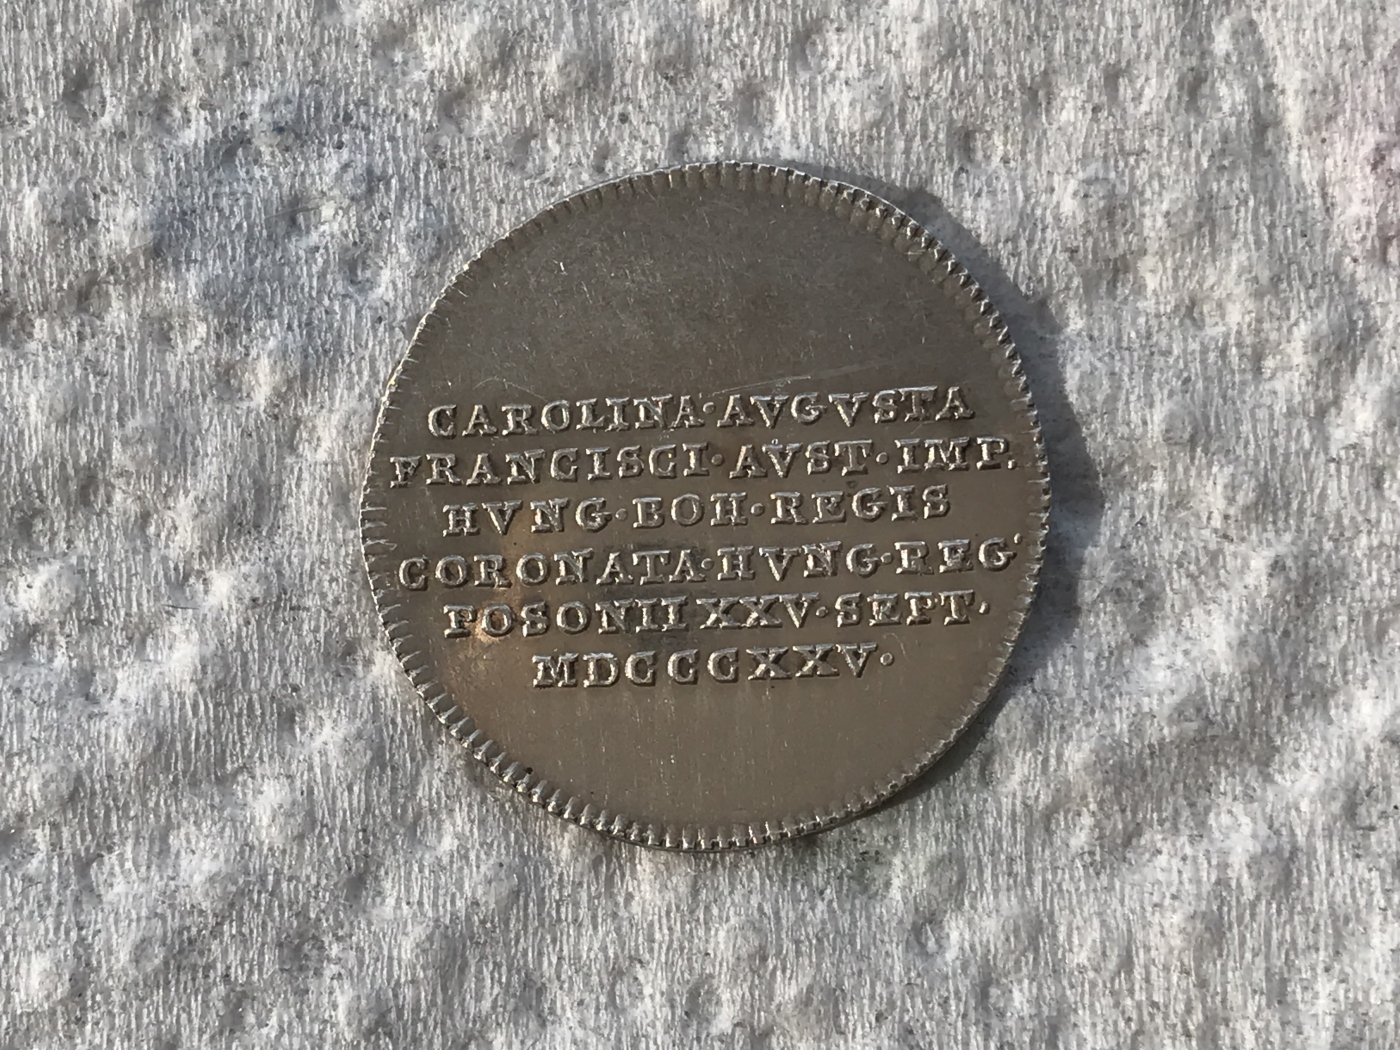 CAROLINA·AVGVSTA
FRANCISCI·AVST·IMP.
HVNG·BOH·REGIS
CORONATA·HVNG·REG·
POSONII XXV·SEPT·
MDCCCXXV·